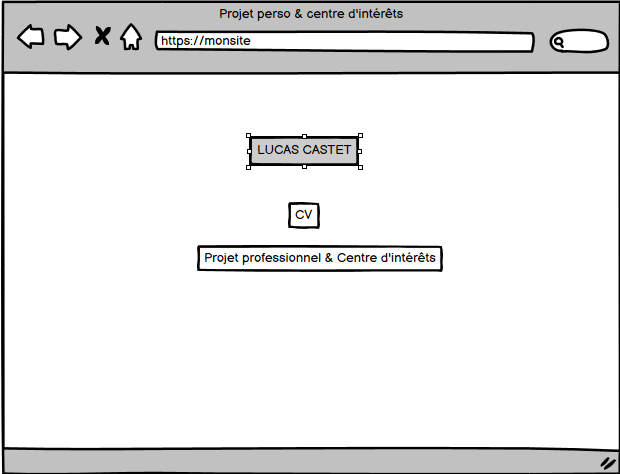 Projet perso & centre d'intérêts
https://monsite
LUCAS CASTET
CV
Projet professionnel & Centre d'intérêts